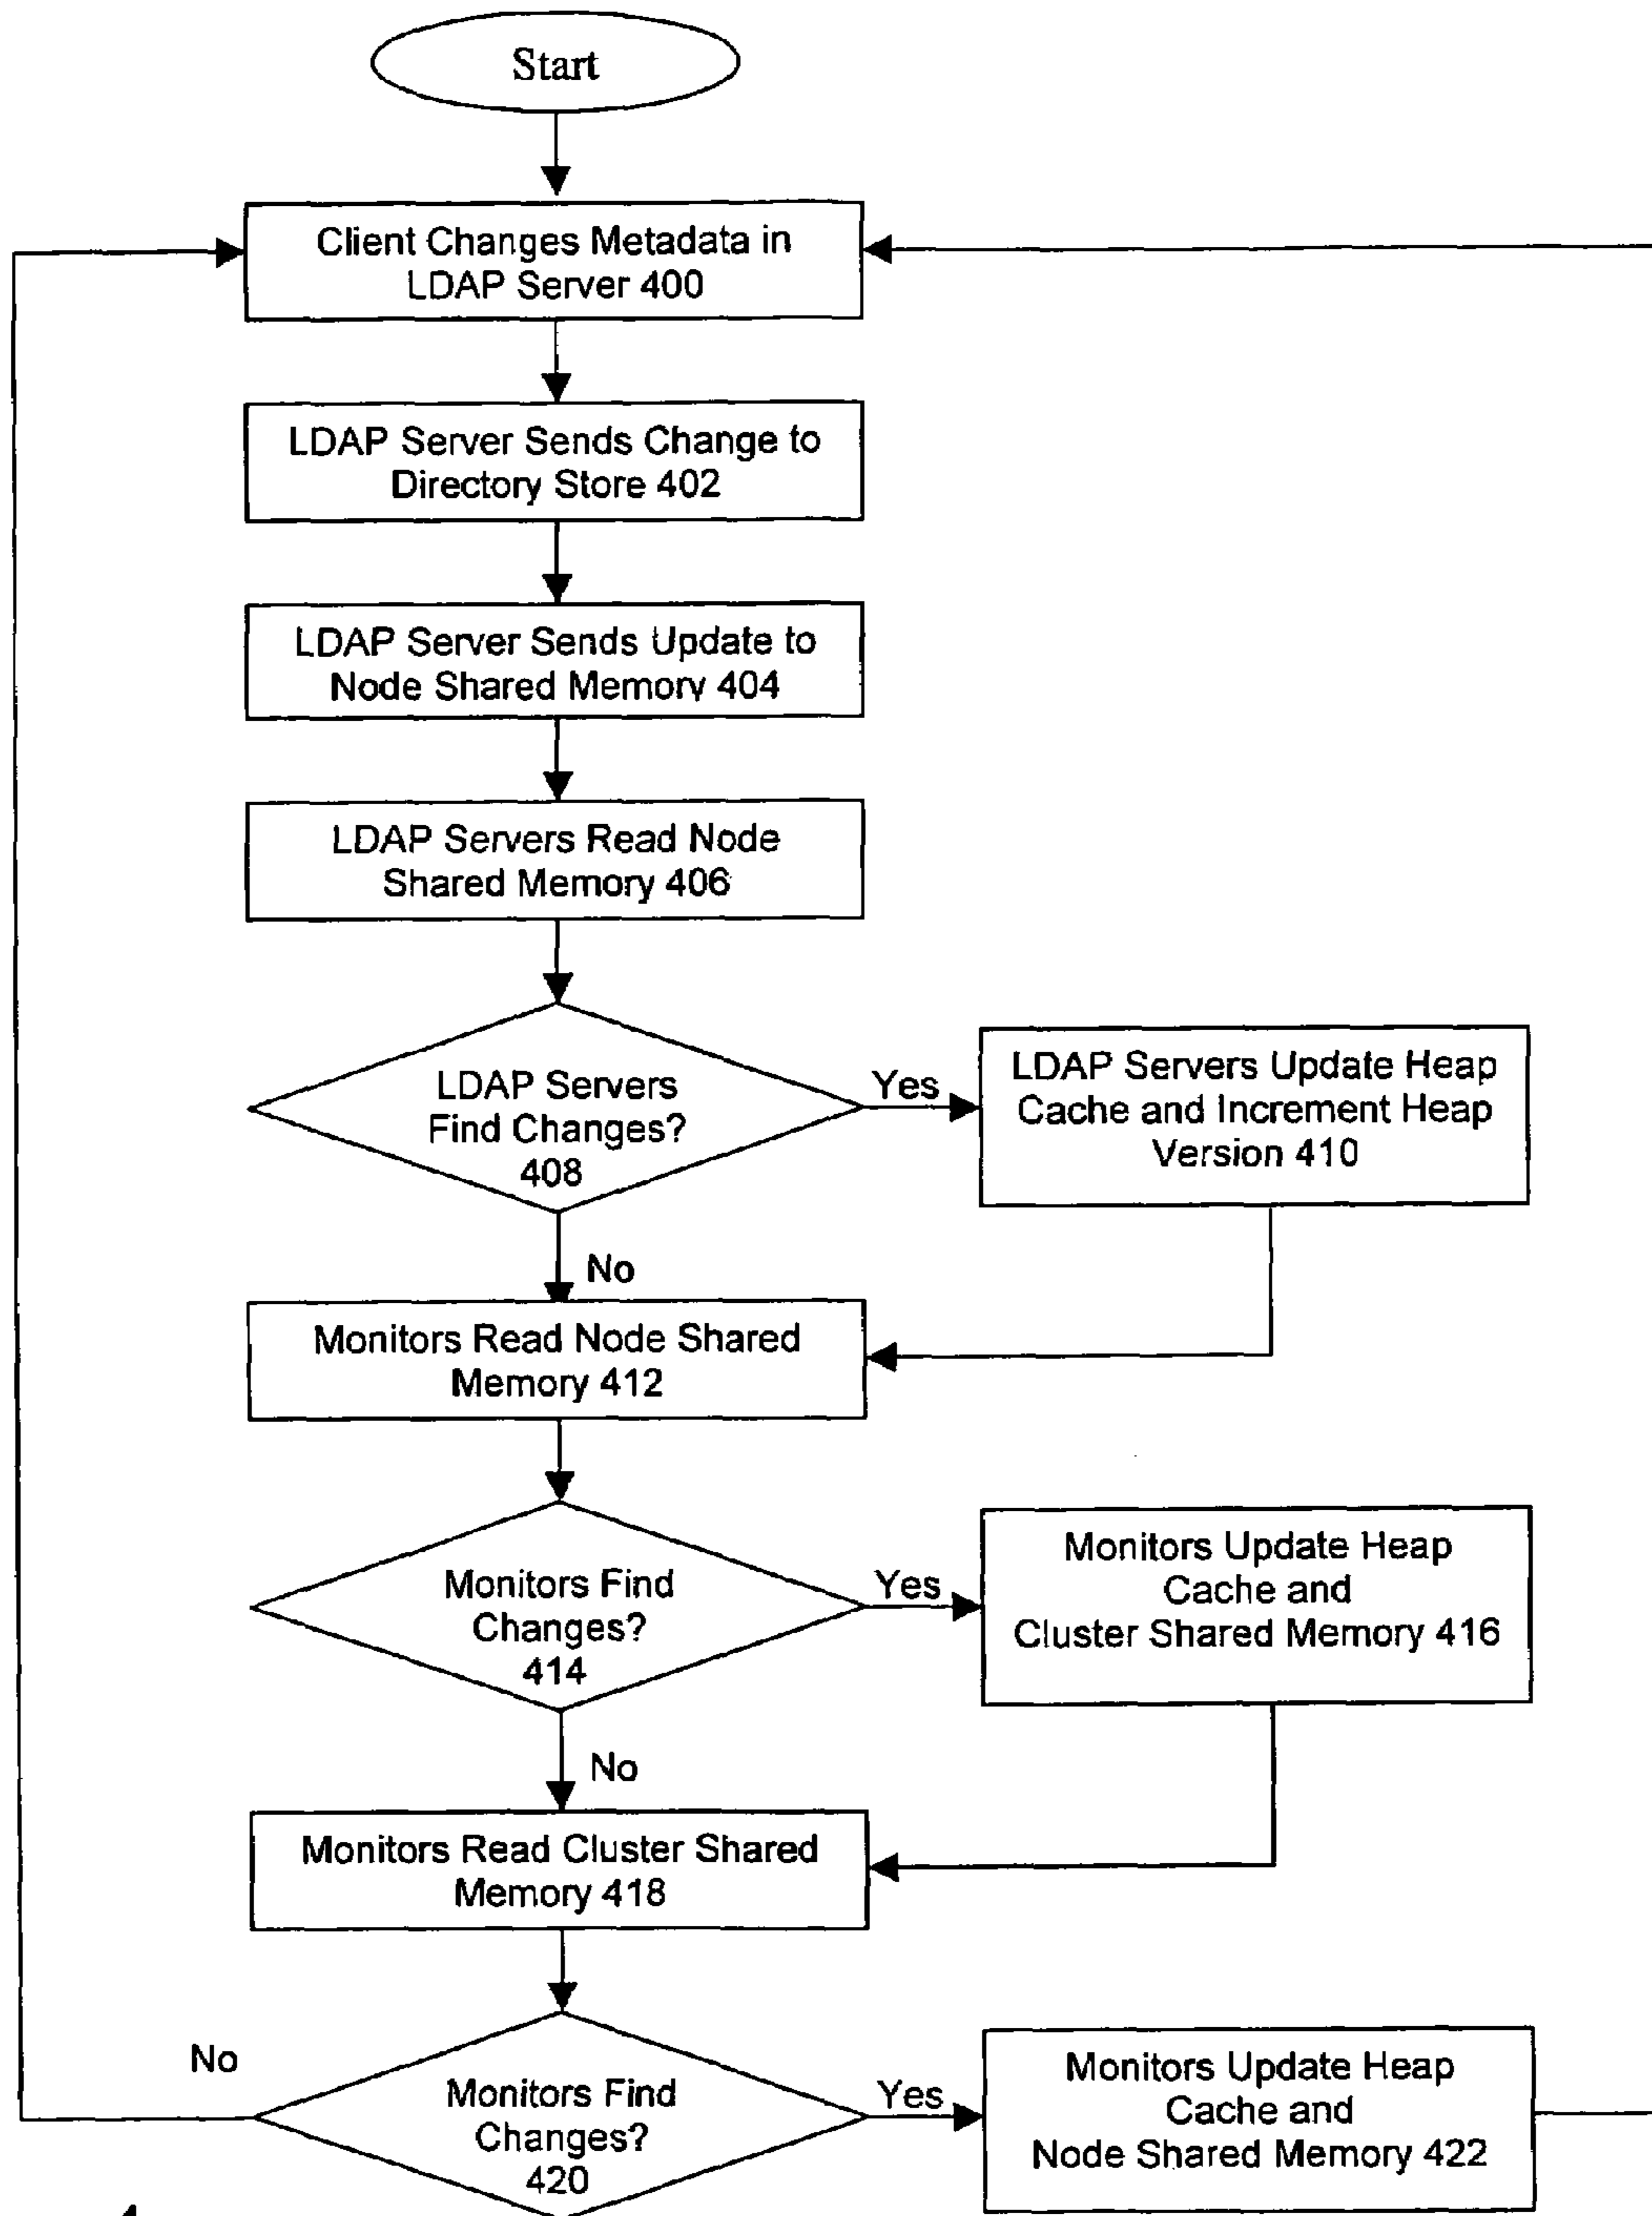 Start
Client Changes Metadata in
LDAP Server 400
LDAP Server Sends Change to
Directory Store 402
LDAP Server Sends Update to
Node Shared Memory 404
LDAP Servers Read Node
Shared Memory 406
LDAP Servers
Find Changes?
408
Yes
LDAP Servers Update Heap
Cache and Increment Heap
Version 410
No
Monitors Read Node Shared
Memory 412
Monitors Find
Changes?
414
Yes
Monitors Update Heap
Cache and
Cluster Shared Memory 416
No
Monitors Read Cluster Shared
Memory 418
No
Monitors Find
Changes?
420
Yes
Monitors Update Heap
Cache and
Node Shared Memory 422